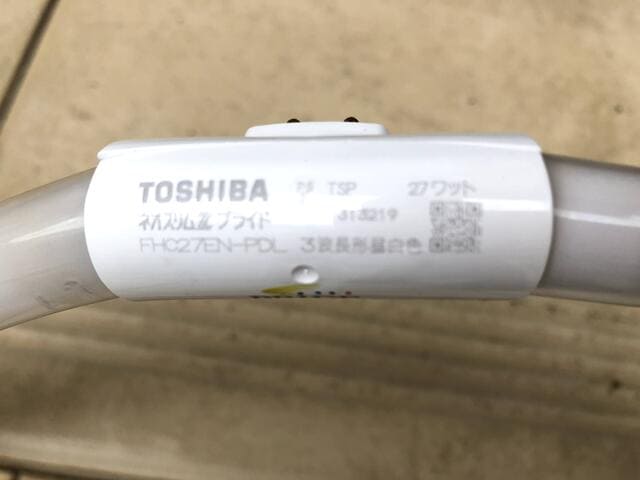 TOSHIBA TSP 27ワット
ネオスリムZ プライド 313219
FHC27EN-PDL 3波長形昼白色